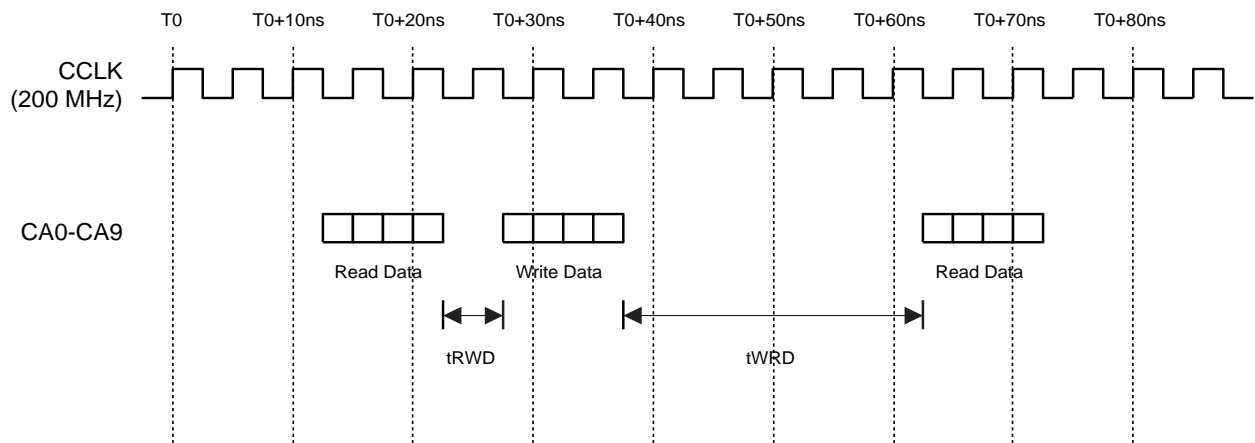 T0 T0+10ns T0+20ns T0+30ns T0+40ns T0+50ns T0+60ns T0+70ns T0+80ns
CCLK
(200 MHz)
CA0-CA9
Read Data Write Data Read Data
tRWD tWRD